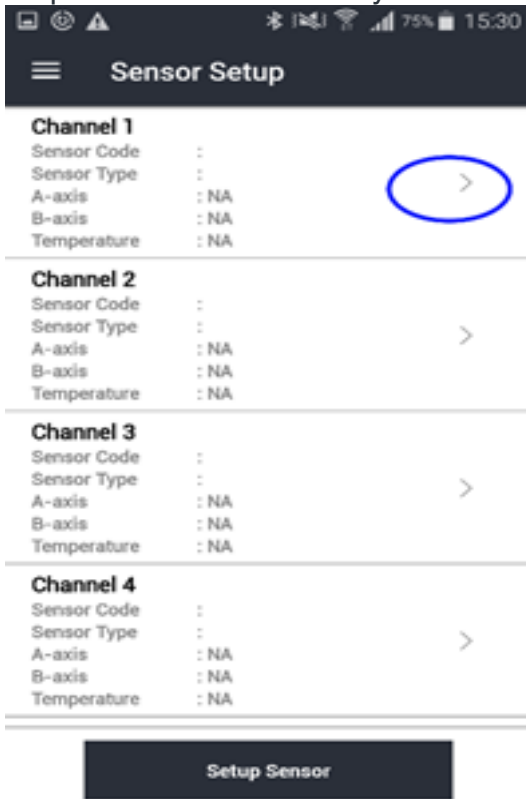 75% 15:30
Sensor Setup
Channel 1
Sensor Code :
Sensor Type :
A-axis : NA
B-axis : NA
Temperature : NA
Channel 2
Sensor Code :
Sensor Type :
A-axis : NA
B-axis : NA
Temperature : NA
Channel 3
Sensor Code :
Sensor Type :
A-axis : NA
B-axis : NA
Temperature : NA
Channel 4
Sensor Code :
Sensor Type :
A-axis : NA
B-axis : NA
Temperature : NA
Setup Sensor